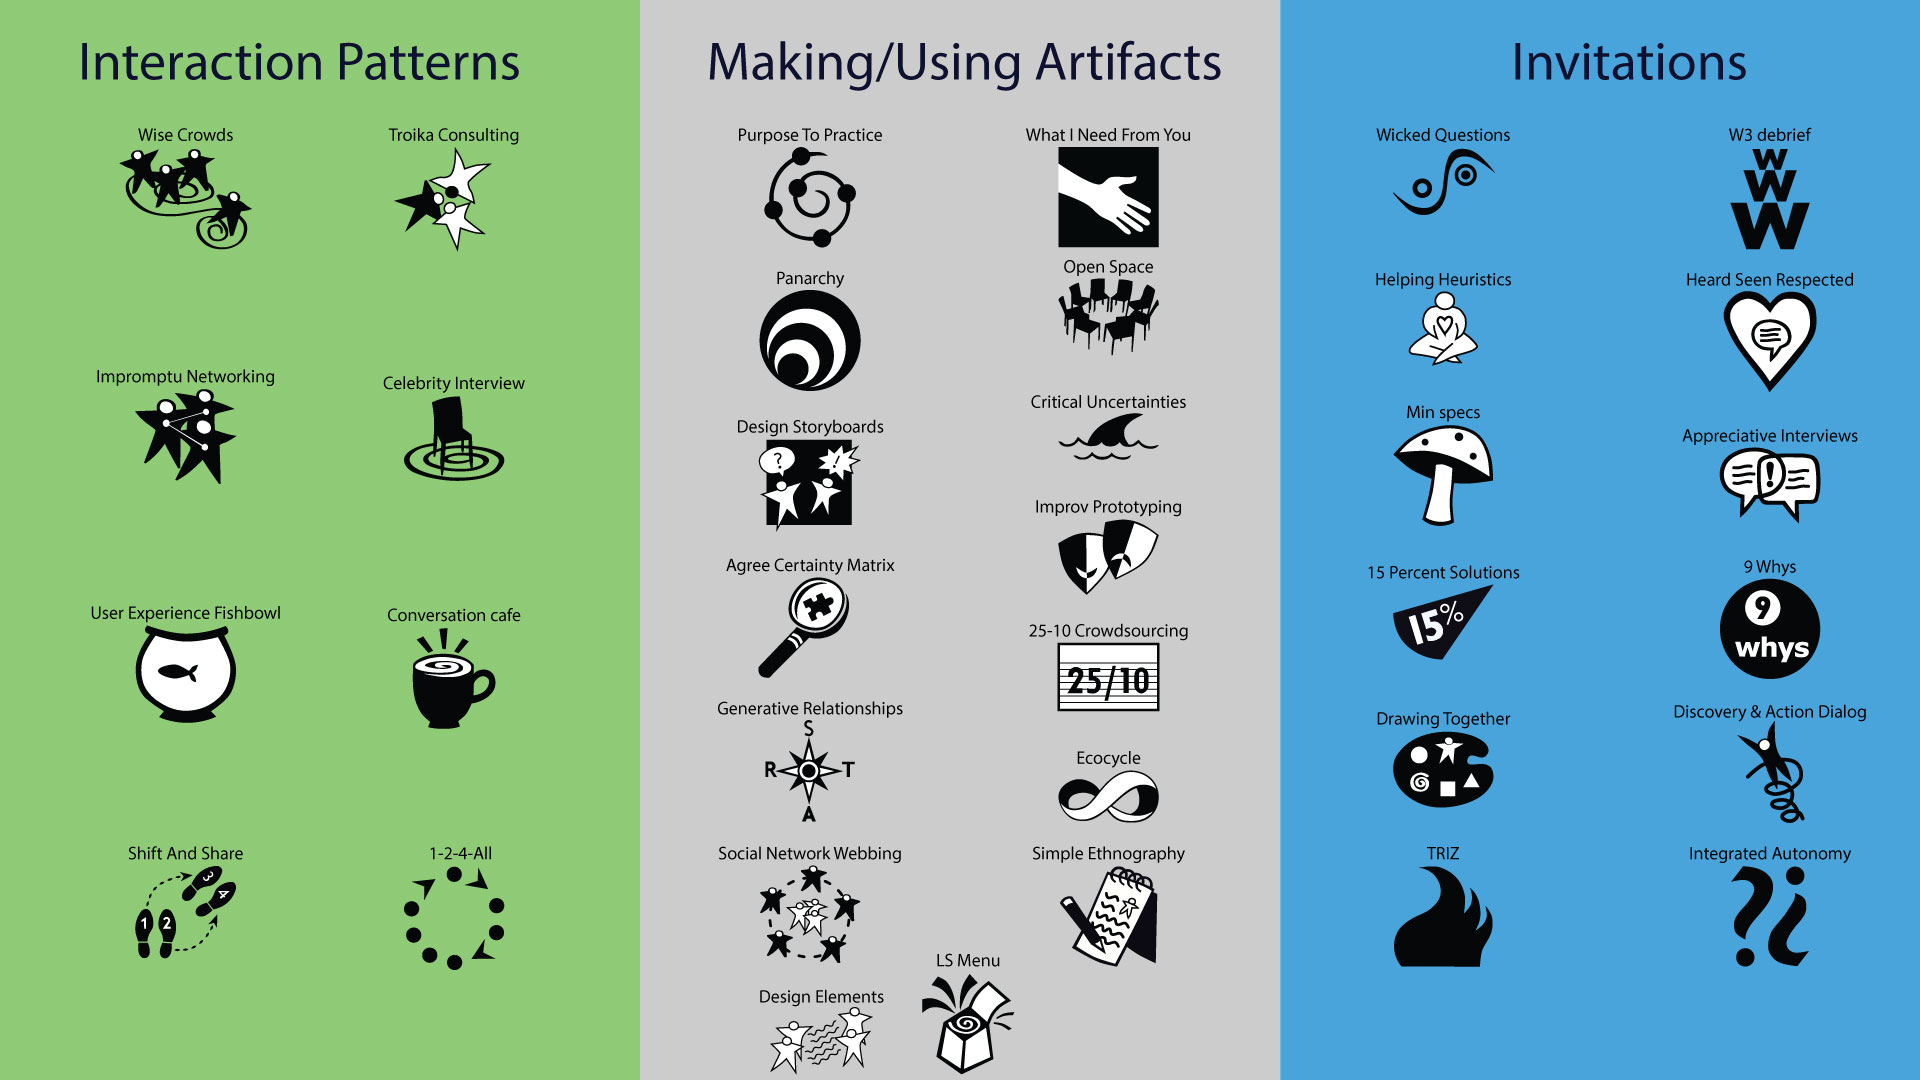 Interaction Patterns
Wise Crowds
Troika Consulting
Impromptu Networking
Celebrity Interview
User Experience Fishbowl
Conversation cafe
Shift And Share
1-2-4-All
3
4
1 2
Making/Using Artifacts
Purpose To Practice
What I Need From You
Panarchy
Open Space
Design Storyboards
? !
Critical Uncertainties
Improv Prototyping
Agree Certainty Matrix
25-10 Crowdsourcing
25/10
Generative Relationships
S
R T
A
Ecocycle
Social Network Webbing
Simple Ethnography
LS Menu
Design Elements
Invitations
Wicked Questions
W3 debrief
W
W
W
Helping Heuristics
Heard Seen Respected
Min specs
Appreciative Interviews
!
15 Percent Solutions
15%
9 Whys
9
whys
Drawing Together
Discovery & Action Dialog
TRIZ
Integrated Autonomy
? ¿